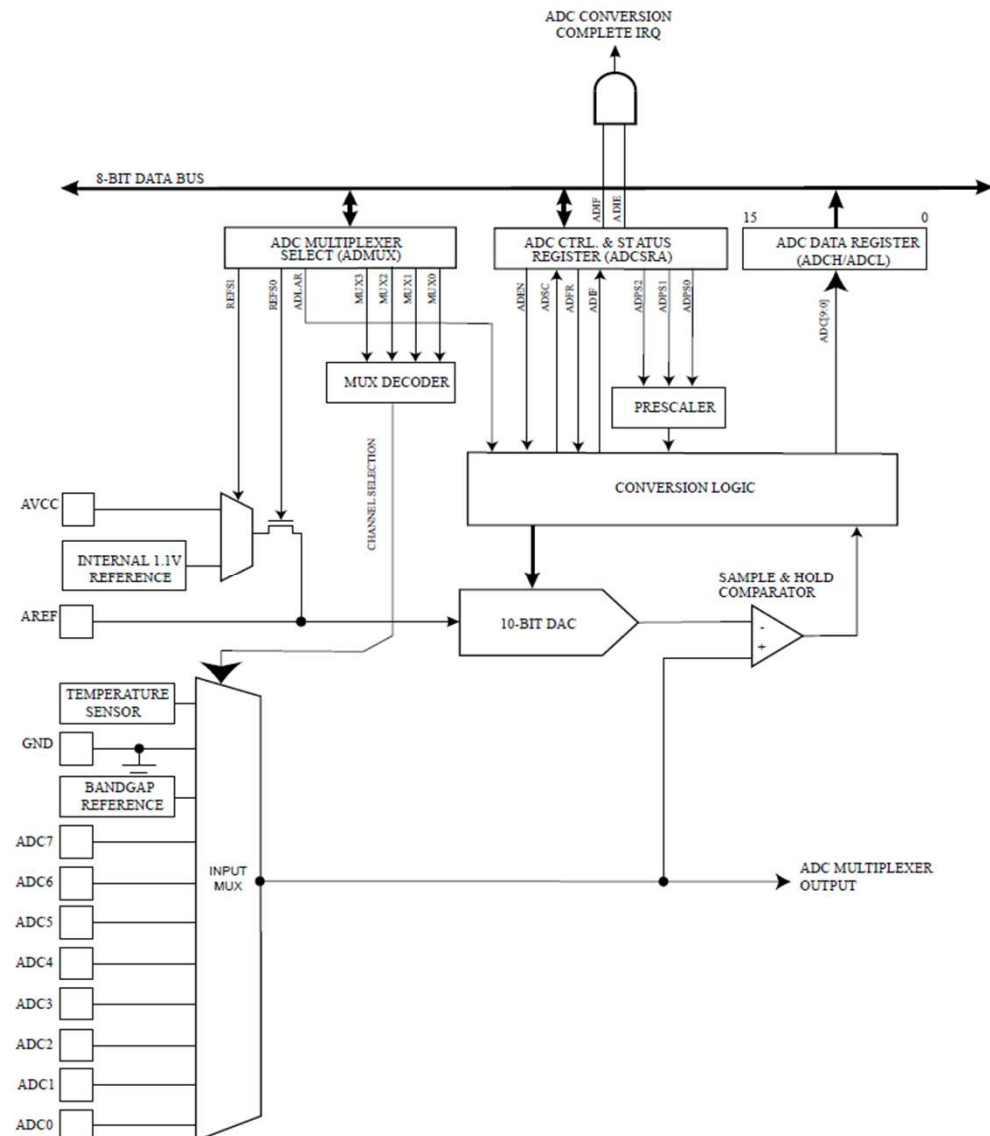 ADC CONVERSION
COMPLETE IRQ
8-BIT DATA BUS
ADIF
ADIE
15
0
ADC MULTIPLEXER
SELECT (ADMUX)
ADC CTRL. & STATUS
REGISTER (ADCSRA)
ADC DATA REGISTER
(ADCH/ADCL)
REFS1
REFS0
ADLAR
MUX3
MUX2
MUX1
MUX0
ADEN
ADSC
ADFR
ADIF
ADPS2
ADPS1
ADPS0
ADC[9:0]
MUX DECODER
PRESCALER
CHANNEL SELECTION
CONVERSION LOGIC
AVCC
INTERNAL 1.1V
REFERENCE
SAMPLE & HOLD
COMPARATOR
AREF
10-BIT DAC
-
+
TEMPERATURE
SENSOR
GND
BANDGAP
REFERENCE
ADC7
ADC6
ADC5
ADC4
ADC3
ADC2
ADC1
ADC0
INPUT
MUX
ADC MULTIPLEXER
OUTPUT